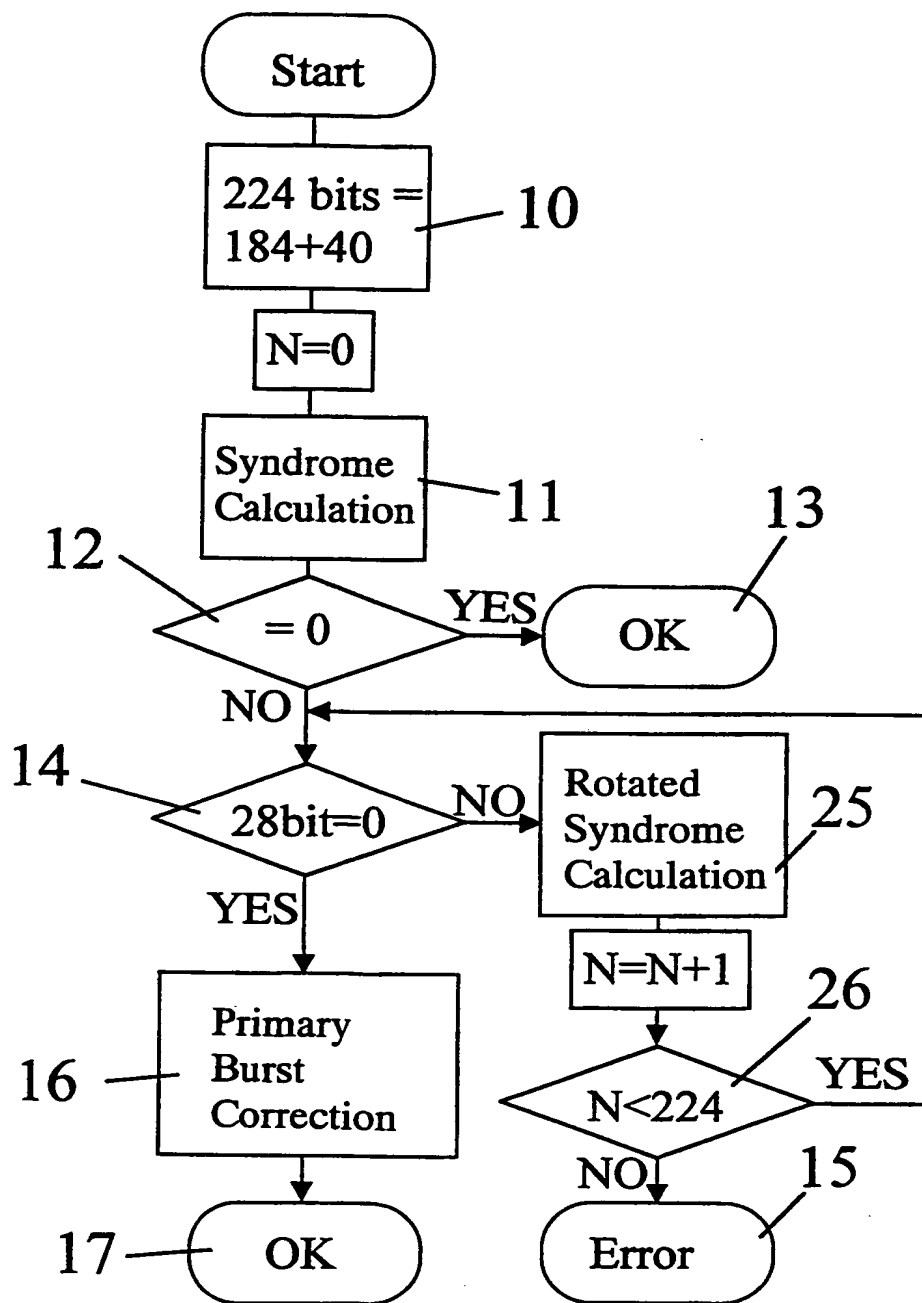 Start
224 bits =
184+40
10
N=0
Syndrome
Calculation
11
12
= 0
YES
13
OK
NO
14
28bit=0
NO
Rotated
Syndrome
Calculation
25
YES
N=N+1
16
Primary
Burst
Correction
26
N<224
YES
NO
15
17
OK
Error